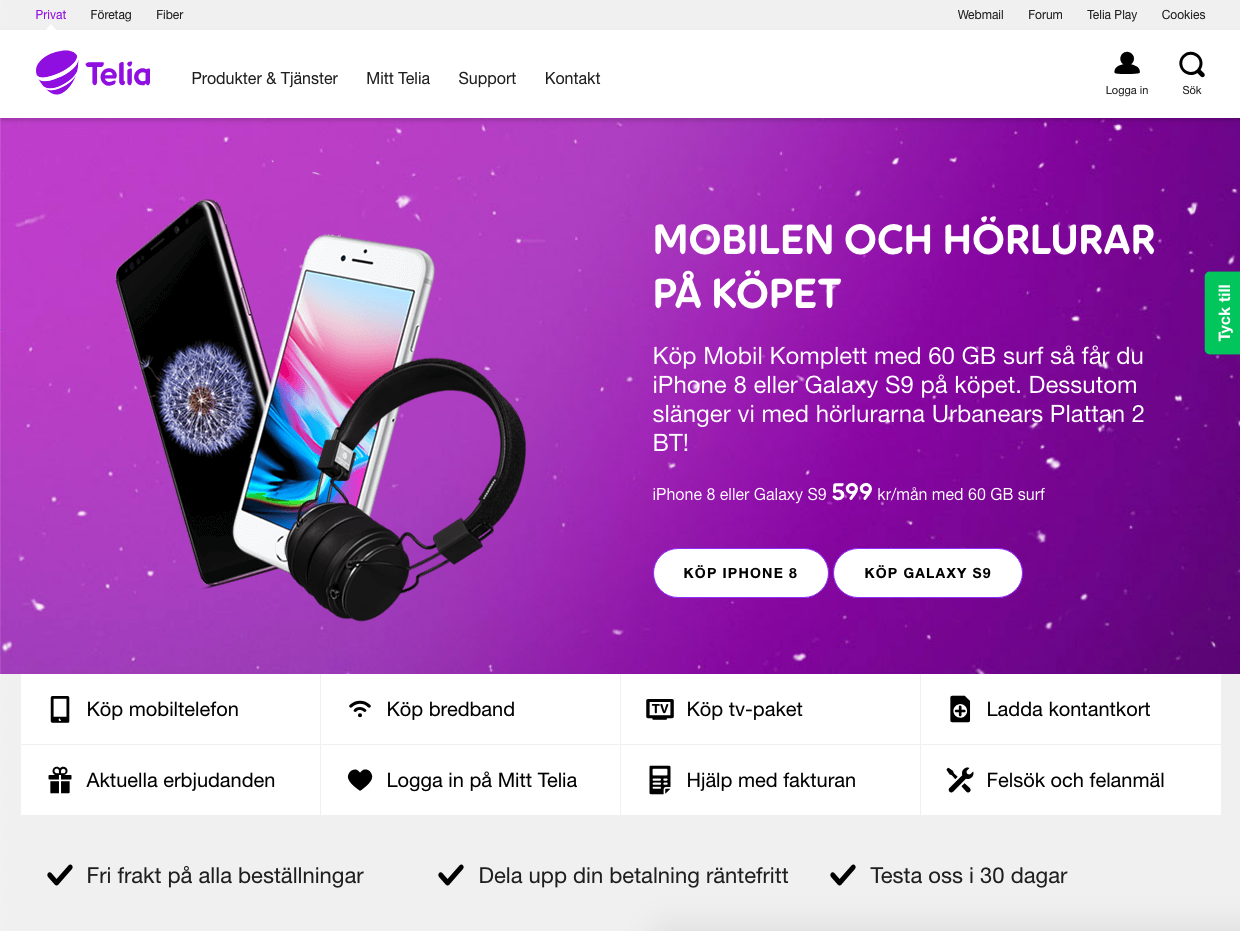 Privat Företag Fiber Webmail Forum Telia Play Cookies
Telia Produkter & Tjänster Mitt Telia Support Kontakt Logga in Sök
MOBILEN OCH HÖRLURAR
PÅ KÖPET
Köp Mobil Komplett med 60 GB surf så får du
iPhone 8 eller Galaxy S9 på köpet. Dessutom
slänger vi med hörlurarna Urbanears Plattan 2
BT!
iPhone 8 eller Galaxy S9 599 kr/mån med 60 GB surf
KÖP IPHONE 8 KÖP GALAXY S9
Tyck till
Köp mobiltelefon Köp bredband TV Köp tv-paket Ladda kontantkort
Aktuella erbjudanden Logga in på Mitt Telia Hjälp med fakturan Felsök och felanmäl
Fri frakt på alla beställningar Dela upp din betalning räntefritt Testa oss i 30 dagar